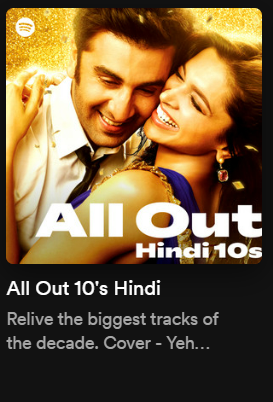 All Out
Hindi 10s
All Out 10's Hindi
Relive the biggest tracks of
the decade. Cover - Yeh...